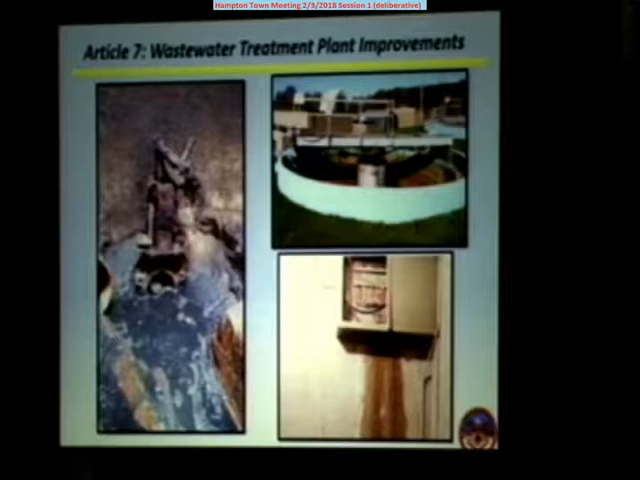 Hampton Town Meeting 2/3/2018 Session 1 (deliberative)
Article 7: Wastewater Treatment Plant Improvements